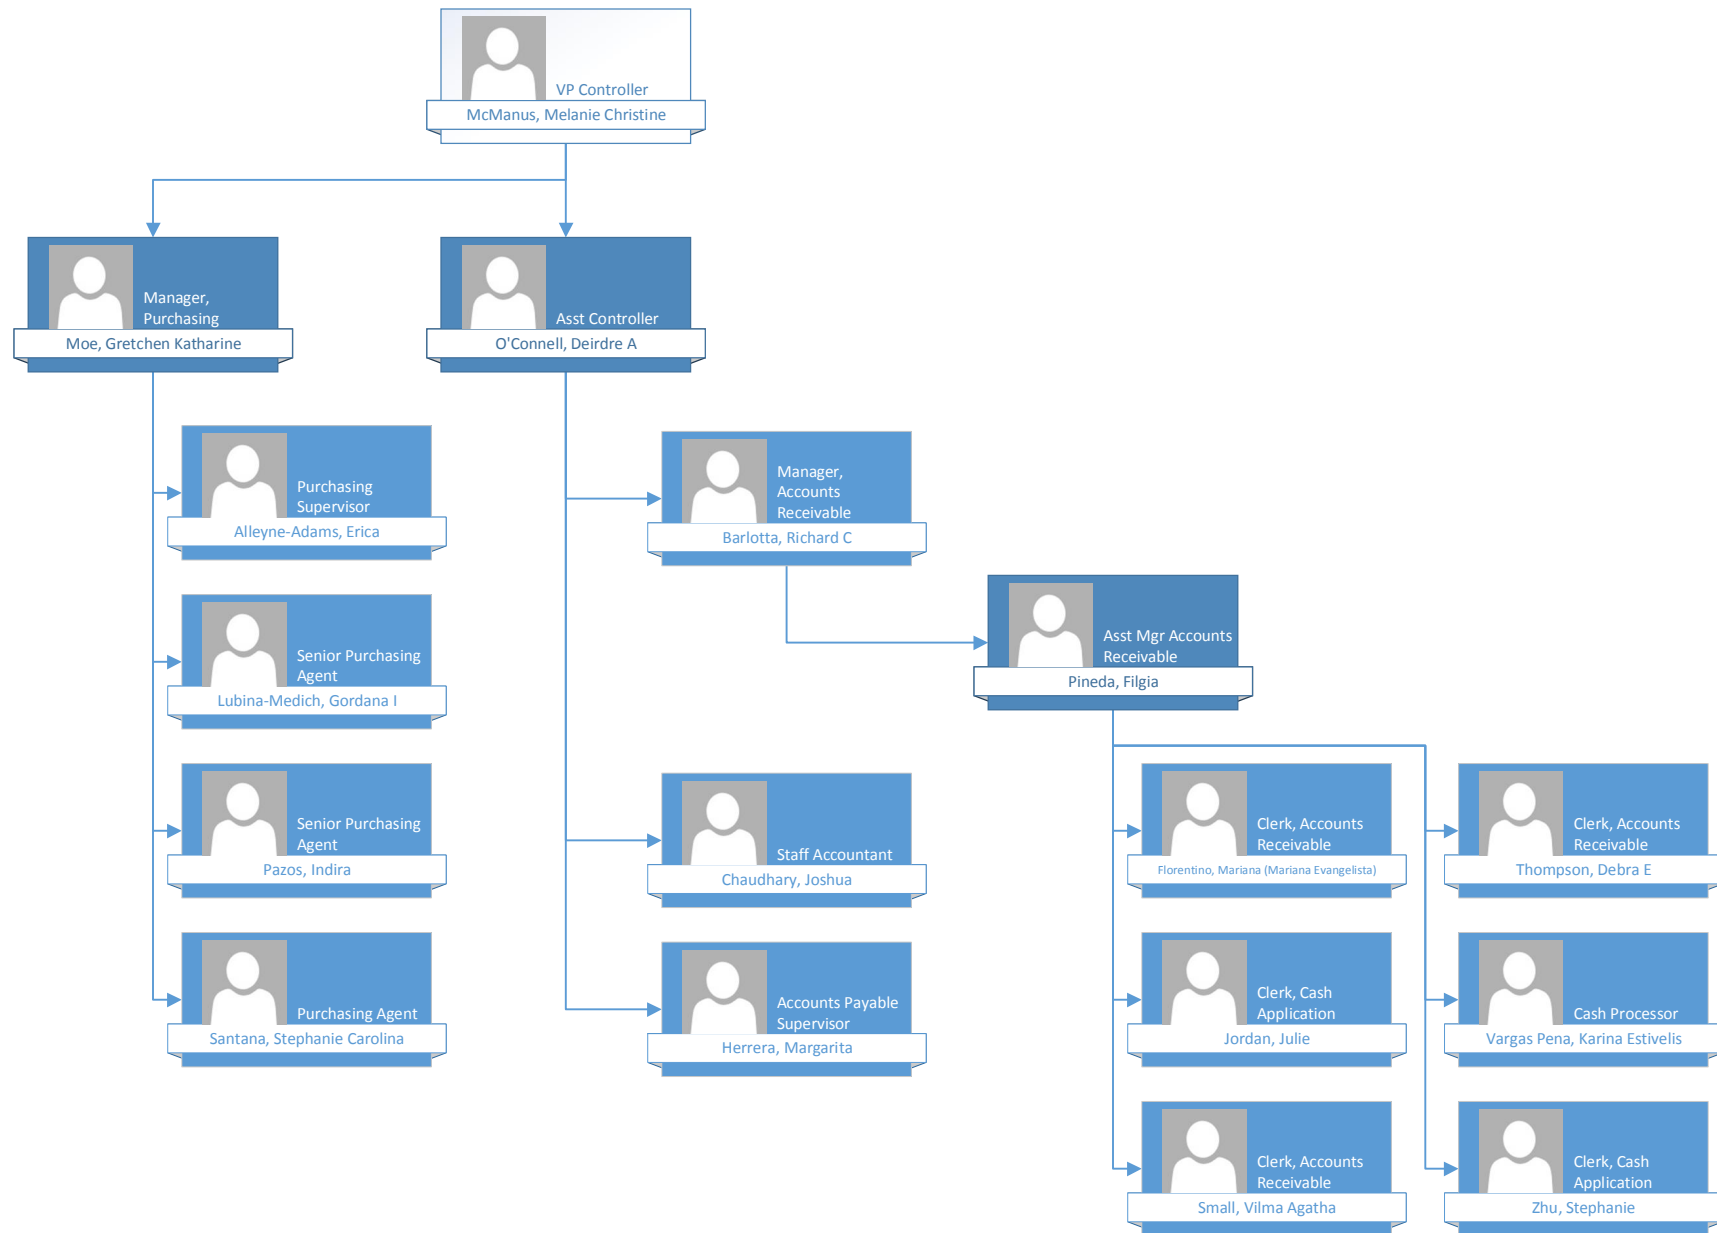 VP Controller
McManus, Melanie Christine
Manager,
Purchasing
Moe, Gretchen Katharine
Asst Controller
O'Connell, Deirdre A
Purchasing
Supervisor
Alleyne-Adams, Erica
Senior Purchasing
Agent
Lubina-Medich, Gordana I
Senior Purchasing
Agent
Pazos, Indira
Purchasing Agent
Santana, Stephanie Carolina
Manager,
Accounts
Receivable
Barlotta, Richard C
Staff Accountant
Chaudhary, Joshua
Accounts Payable
Supervisor
Herrera, Margarita
Asst Mgr Accounts
Receivable
Pineda, Filgia
Clerk, Accounts
Receivable
Florentino, Mariana (Mariana Evangelista)
Clerk, Cash
Application
Jordan, Julie
Clerk, Accounts
Receivable
Small, Vilma Agatha
Clerk, Accounts
Receivable
Thompson, Debra E
Cash Processor
Vargas Pena, Karina Estivelis
Clerk, Cash
Application
Zhu, Stephanie